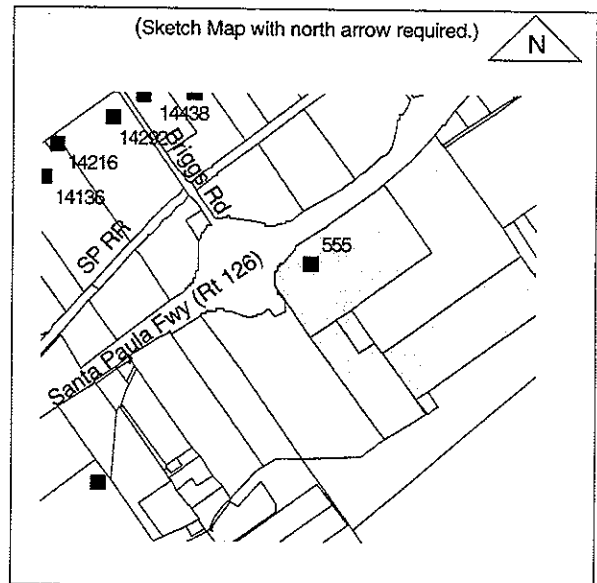 (Sketch Map with north arrow required.)
N
14438
14292
14216
14136
Briggs Rd
SP RR
555
Santa Paula Fwy (Rt 126)